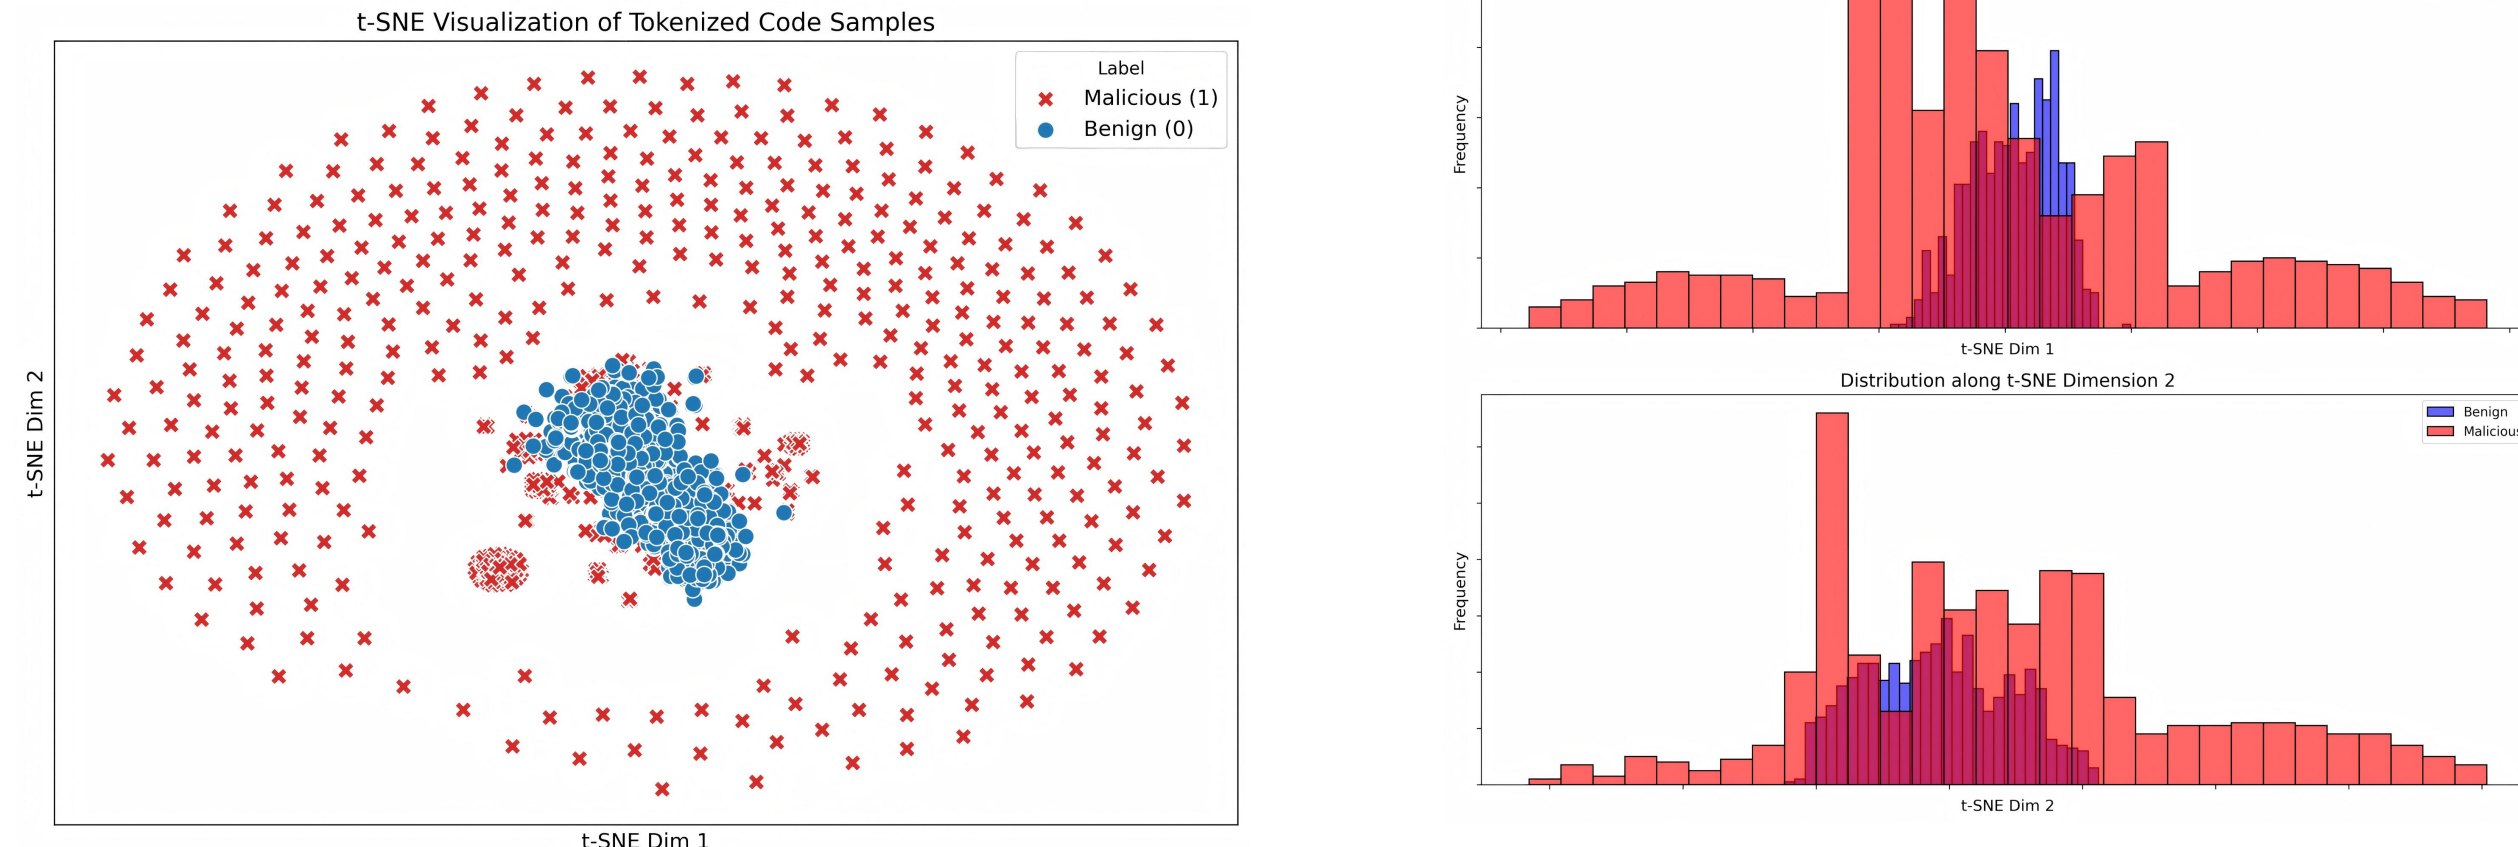 t-SNE Visualization of Tokenized Code Samples
Label
Malicious (1)
Benign (0)
t-SNE Dim 2
t-SNE Dim 1
Frequency
t-SNE Dim 1
Distribution along t-SNE Dimension 2
Benign
Malicious
Frequency
t-SNE Dim 2